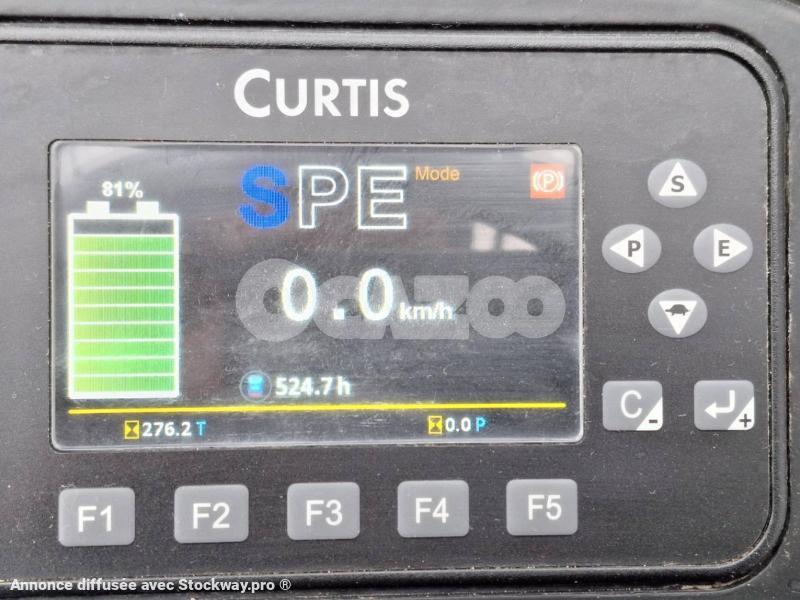 CURTIS
81%
SPE Mode
(P)
0.0 km/h
OCAZOO
524.7 h
276.2 T
0.0 P
S
P
E
C -
+
F1
F2
F3
F4
F5
Annonce diffusée avec Stockway.pro ®